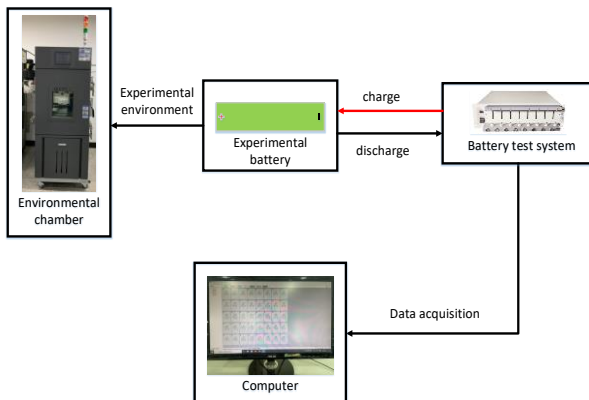 Experimental
environment
charge
discharge
Experimental
battery
Battery test system
Environmental
chamber
Data acquisition
Computer